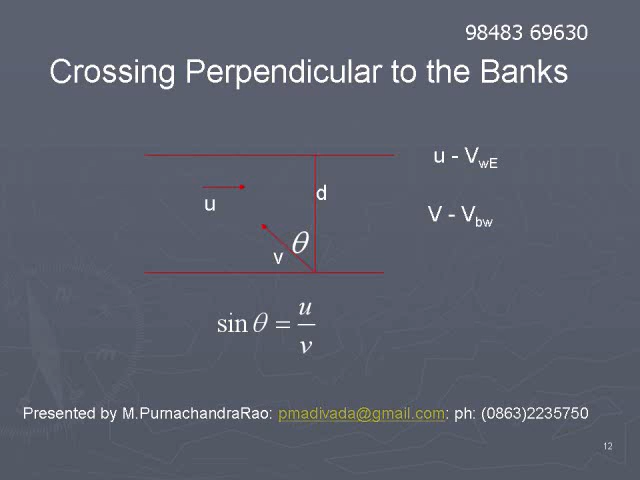 98483 69630
Crossing Perpendicular to the Banks
u - VwE
d
u
V - Vbw
v θ
sin θ = u/v
Presented by M.PurnachandraRao: pmadivada@gmail.com: ph: (0863)2235750
12